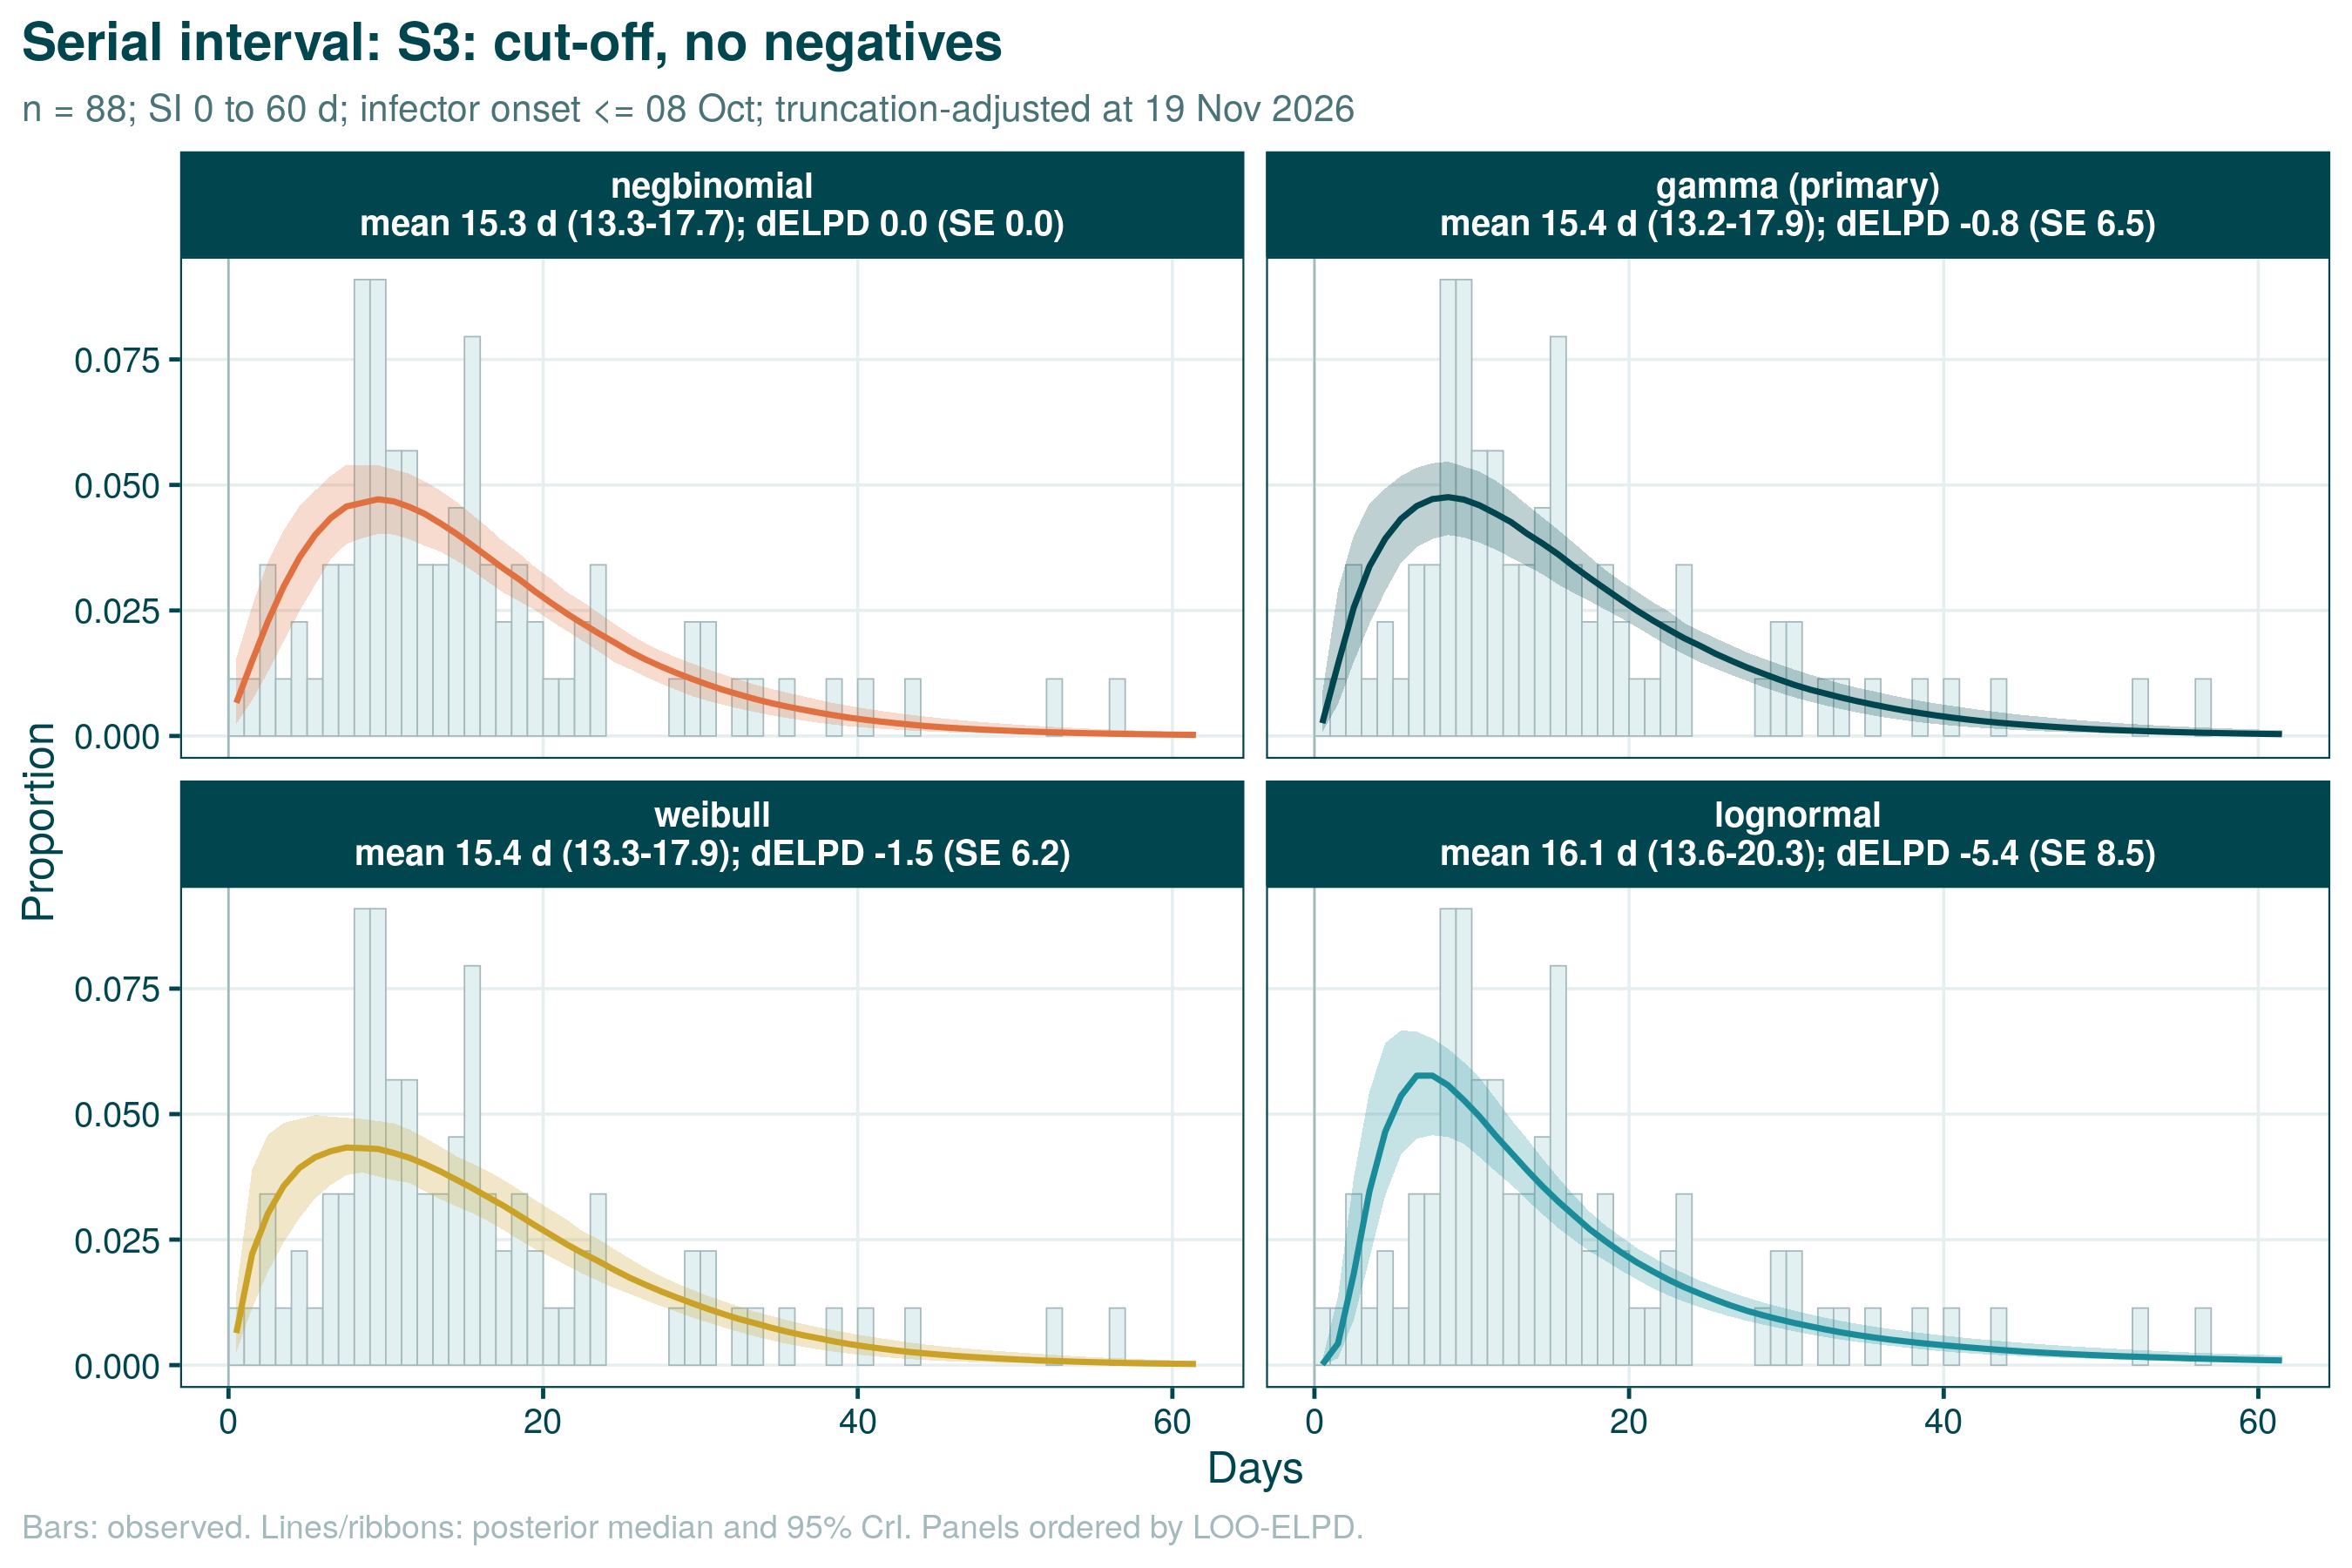 Serial interval: S3: cut-off, no negatives
n = 88; SI 0 to 60 d; infector onset <= 08 Oct; truncation-adjusted at 19 Nov 2026
negbinomial
mean 15.3 d (13.3-17.7); dELPD 0.0 (SE 0.0)
gamma (primary)
mean 15.4 d (13.2-17.9); dELPD -0.8 (SE 6.5)
0.075
0.050
0.025
0.000
weibull
mean 15.4 d (13.3-17.9); dELPD -1.5 (SE 6.2)
lognormal
mean 16.1 d (13.6-20.3); dELPD -5.4 (SE 8.5)
0.075
0.050
0.025
0.000
Proportion
0 20 40 60
0 20 40 60
Days
Bars: observed. Lines/ribbons: posterior median and 95% CrI. Panels ordered by LOO-ELPD.